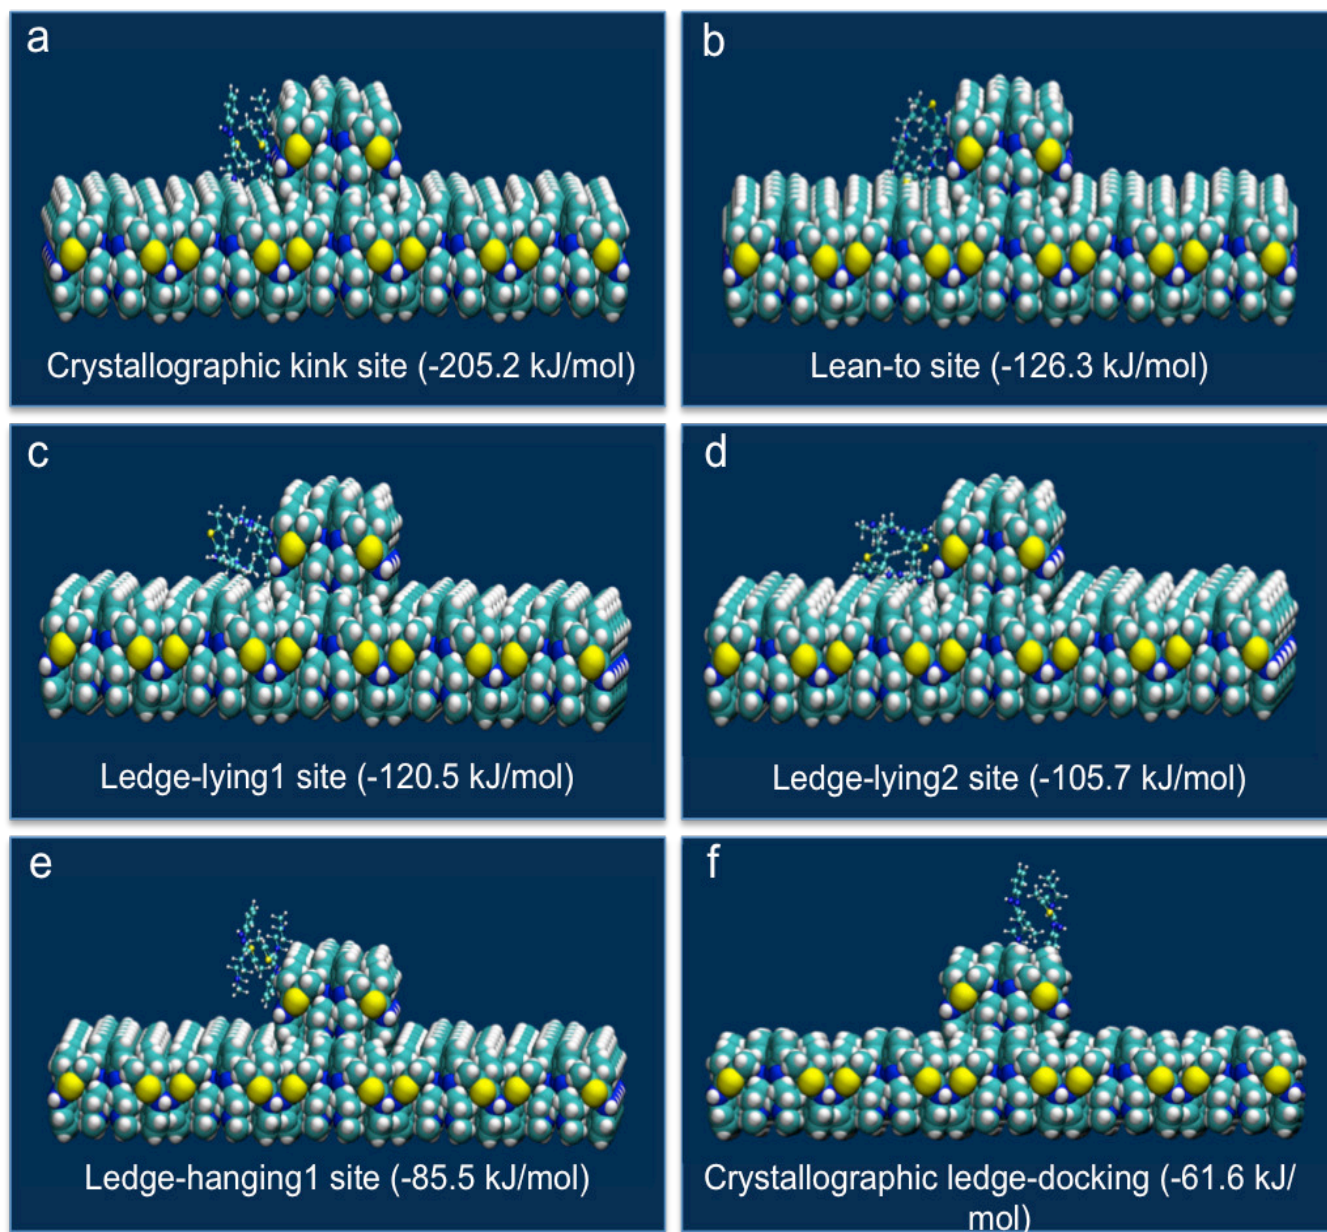 a
b
Crystallographic kink site (-205.2 kJ/mol)
Lean-to site (-126.3 kJ/mol)
c
d
Ledge-lying1 site (-120.5 kJ/mol)
Ledge-lying2 site (-105.7 kJ/mol)
e
f
Ledge-hanging1 site (-85.5 kJ/mol)
Crystallographic ledge-docking (-61.6 kJ/
mol)